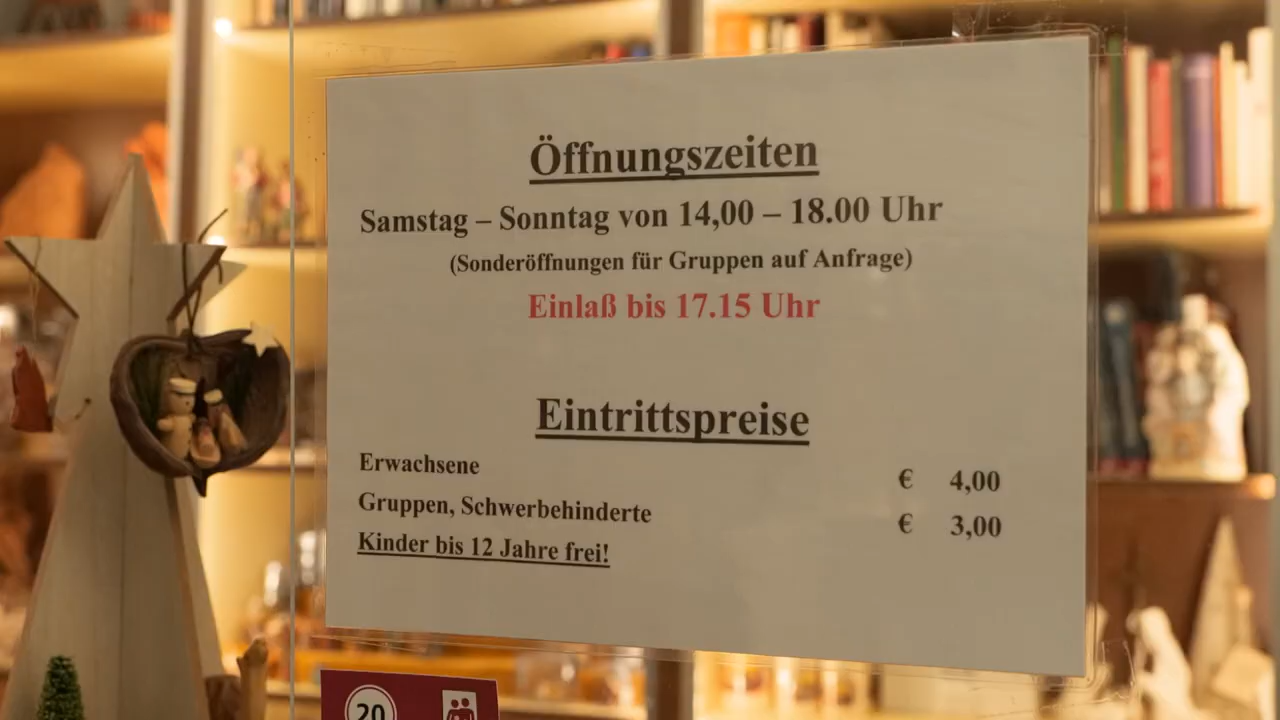 Öffnungszeiten
Samstag – Sonntag von 14,00 – 18.00 Uhr
(Sonderöffnungen für Gruppen auf Anfrage)
Einlaß bis 17.15 Uhr
Eintrittspreise
Erwachsene € 4,00
Gruppen, Schwerbehinderte € 3,00
Kinder bis 12 Jahre frei!
20